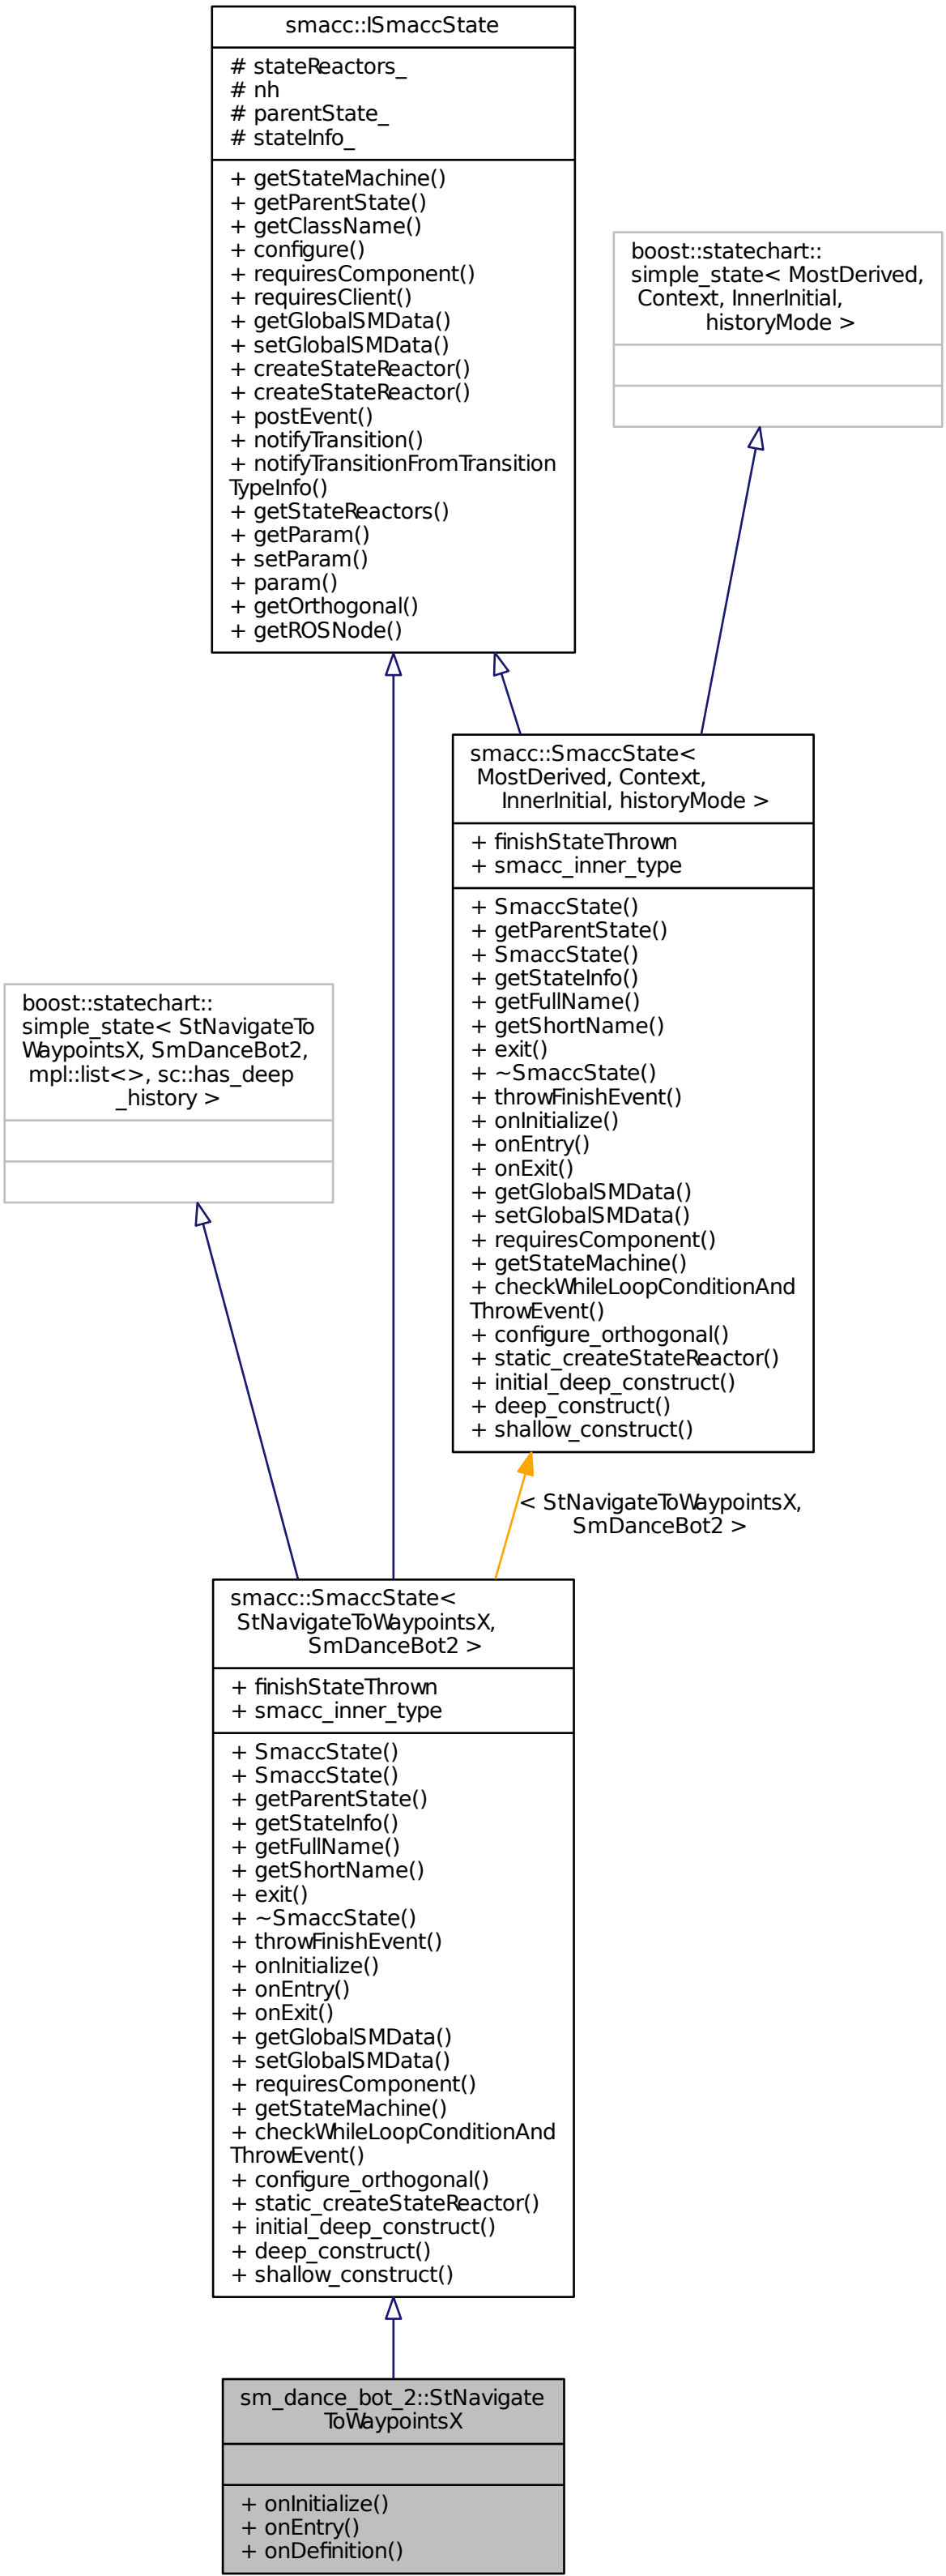 smacc::ISmaccState
# stateReactors_
# nh
# parentState_
# stateInfo_
+ getStateMachine()
+ getParentState()
+ getClassName()
+ configure()
+ requiresComponent()
+ requiresClient()
+ getGlobalSMData()
+ setGlobalSMData()
+ createStateReactor()
+ createStateReactor()
+ postEvent()
+ notifyTransition()
+ notifyTransitionFromTransition
TypeInfo()
+ getStateReactors()
+ getParam()
+ setParam()
+ param()
+ getOrthogonal()
+ getROSNode()
boost::statechart::
simple_state< MostDerived,
Context, InnerInitial,
historyMode >
smacc::SmaccState<
MostDerived, Context,
InnerInitial, historyMode >
+ finishStateThrown
+ smacc_inner_type
+ SmaccState()
+ getParentState()
+ SmaccState()
+ getStateInfo()
+ getFullName()
+ getShortName()
+ exit()
+ ~SmaccState()
+ throwFinishEvent()
+ onInitialize()
+ onEntry()
+ onExit()
+ getGlobalSMData()
+ setGlobalSMData()
+ requiresComponent()
+ getStateMachine()
+ checkWhileLoopConditionAnd
ThrowEvent()
+ configure_orthogonal()
+ static_createStateReactor()
+ initial_deep_construct()
+ deep_construct()
+ shallow_construct()
boost::statechart::
simple_state< StNavigateTo
WaypointsX, SmDanceBot2,
mpl::list<>, sc::has_deep
_history >
< StNavigateToWaypointsX,
SmDanceBot2 >
smacc::SmaccState<
StNavigateToWaypointsX,
SmDanceBot2 >
+ finishStateThrown
+ smacc_inner_type
+ SmaccState()
+ SmaccState()
+ getParentState()
+ getStateInfo()
+ getFullName()
+ getShortName()
+ exit()
+ ~SmaccState()
+ throwFinishEvent()
+ onInitialize()
+ onEntry()
+ onExit()
+ getGlobalSMData()
+ setGlobalSMData()
+ requiresComponent()
+ getStateMachine()
+ checkWhileLoopConditionAnd
ThrowEvent()
+ configure_orthogonal()
+ static_createStateReactor()
+ initial_deep_construct()
+ deep_construct()
+ shallow_construct()
sm_dance_bot_2::StNavigate
ToWaypointsX
+ onInitialize()
+ onEntry()
+ onDefinition()